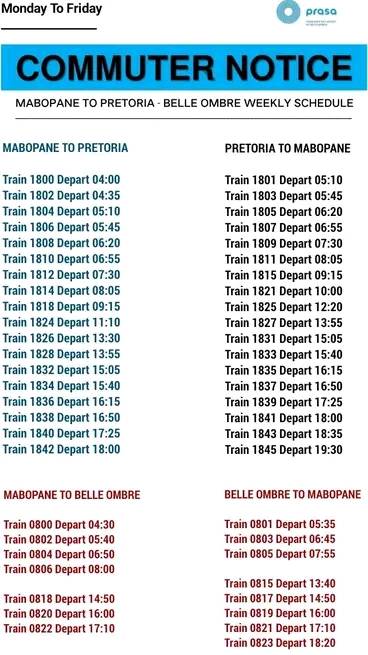 Monday To Friday
prasa
COMMUTER NOTICE
MABOPANE TO PRETORIA - BELLE OMBRE WEEKLY SCHEDULE
MABOPANE TO PRETORIA
Train 1800 Depart 04:00
Train 1802 Depart 04:35
Train 1804 Depart 05:10
Train 1806 Depart 05:45
Train 1808 Depart 06:20
Train 1810 Depart 06:55
Train 1812 Depart 07:30
Train 1814 Depart 08:05
Train 1818 Depart 09:15
Train 1824 Depart 11:10
Train 1826 Depart 13:30
Train 1828 Depart 13:55
Train 1832 Depart 15:05
Train 1834 Depart 15:40
Train 1836 Depart 16:15
Train 1838 Depart 16:50
Train 1840 Depart 17:25
Train 1842 Depart 18:00
PRETORIA TO MABOPANE
Train 1801 Depart 05:10
Train 1803 Depart 05:45
Train 1805 Depart 06:20
Train 1807 Depart 06:55
Train 1809 Depart 07:30
Train 1811 Depart 08:05
Train 1815 Depart 09:15
Train 1821 Depart 10:00
Train 1825 Depart 12:20
Train 1827 Depart 13:55
Train 1831 Depart 15:05
Train 1833 Depart 15:40
Train 1835 Depart 16:15
Train 1837 Depart 16:50
Train 1839 Depart 17:25
Train 1841 Depart 18:00
Train 1843 Depart 18:35
Train 1845 Depart 19:30
MABOPANE TO BELLE OMBRE
Train 0800 Depart 04:30
Train 0802 Depart 05:40
Train 0804 Depart 06:50
Train 0806 Depart 08:00
Train 0818 Depart 14:50
Train 0820 Depart 16:00
Train 0822 Depart 17:10
BELLE OMBRE TO MABOPANE
Train 0801 Depart 05:35
Train 0803 Depart 06:45
Train 0805 Depart 07:55
Train 0815 Depart 13:40
Train 0817 Depart 14:50
Train 0819 Depart 16:00
Train 0821 Depart 17:10
Train 0823 Depart 18:20